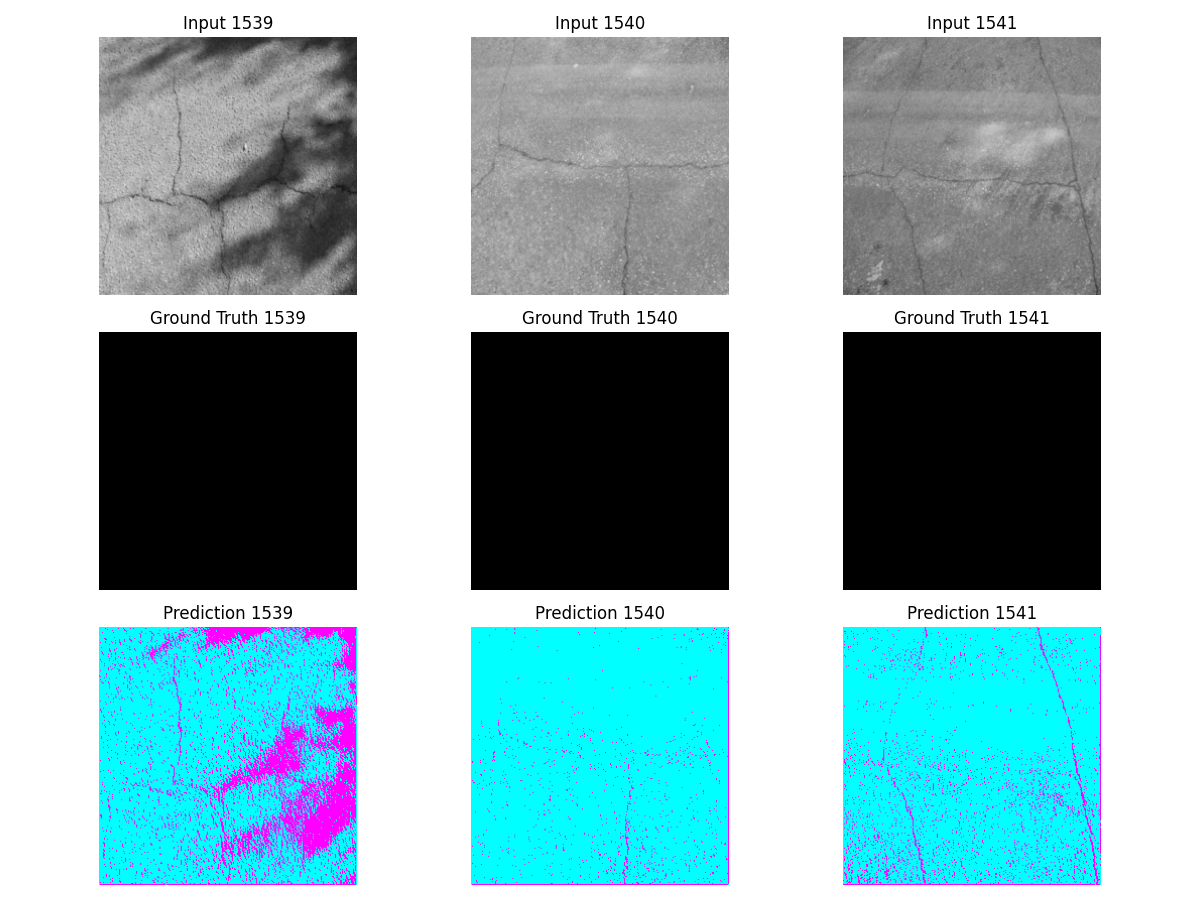 Input 1539
Input 1540
Input 1541
Ground Truth 1539
Ground Truth 1540
Ground Truth 1541
Prediction 1539
Prediction 1540
Prediction 1541